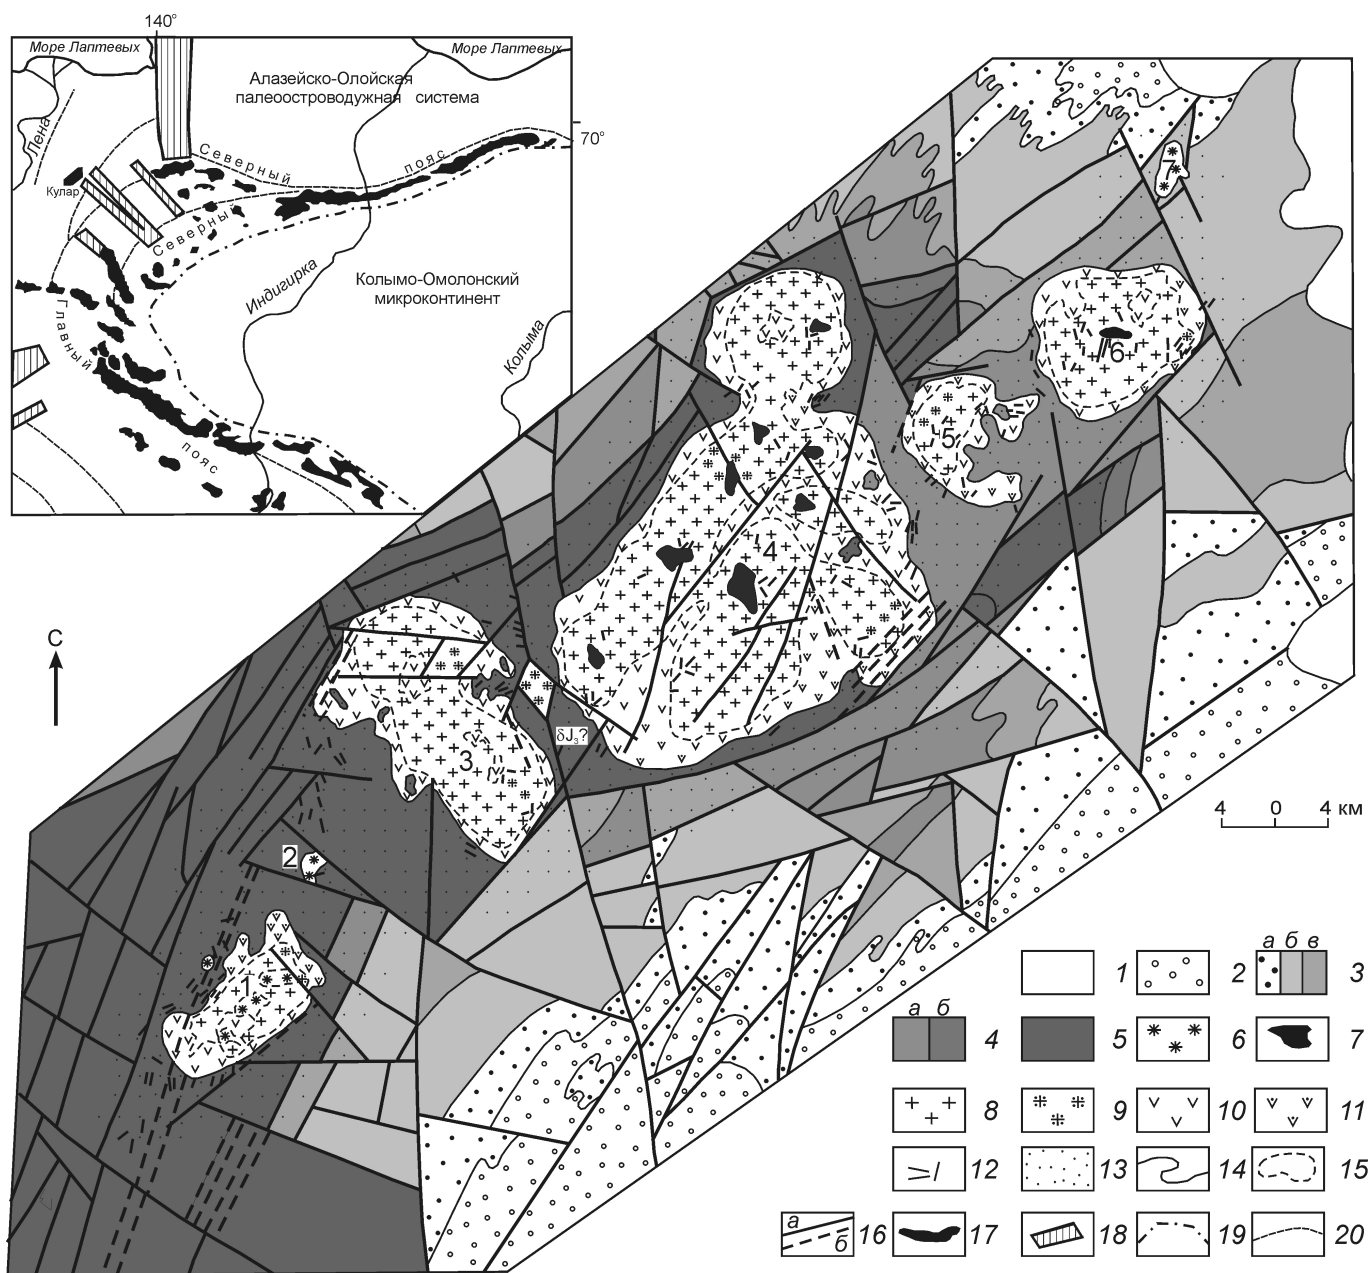 140°
Море Лаптевых
Море Лаптевых
Алазейско-Олойская
палеоостроводужная система
Лена
70°
Северный
пояс
Кулар
Северный
Индигирка
Колымо-Омолонский
микроконтинент
Главный
Колыма
пояс
7
6
5
4
С
3
δJ₃?
4 0 4 км
2
1
а б в
1 2 3
а б
4 5 6 7
8 9 10 11
12 13 14 15
а
б
16 17 18 19 20